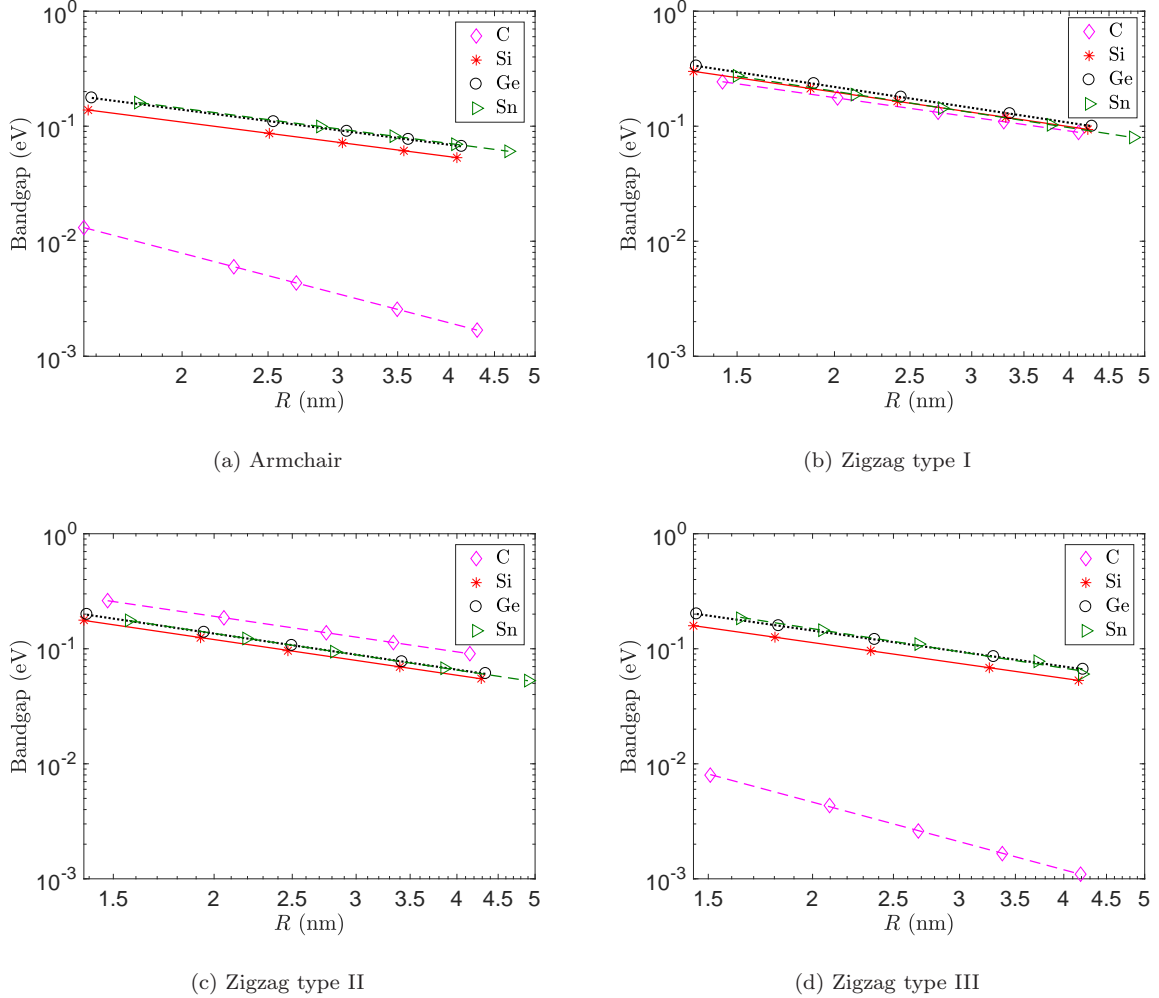 10^0
10^-1
10^-2
10^-3
Bandgap (eV)
2 2.5 3 3.5 4 4.5 5
R (nm)
C
Si
Ge
Sn
(a) Armchair
10^0
10^-1
10^-2
10^-3
Bandgap (eV)
1.5 2 2.5 3 3.5 4 4.5 5
R (nm)
C
Si
Ge
Sn
(b) Zigzag type I
10^0
10^-1
10^-2
10^-3
Bandgap (eV)
1.5 2 2.5 3 3.5 4 4.5 5
R (nm)
C
Si
Ge
Sn
(c) Zigzag type II
10^0
10^-1
10^-2
10^-3
Bandgap (eV)
1.5 2 2.5 3 3.5 4 4.5 5
R (nm)
C
Si
Ge
Sn
(d) Zigzag type III